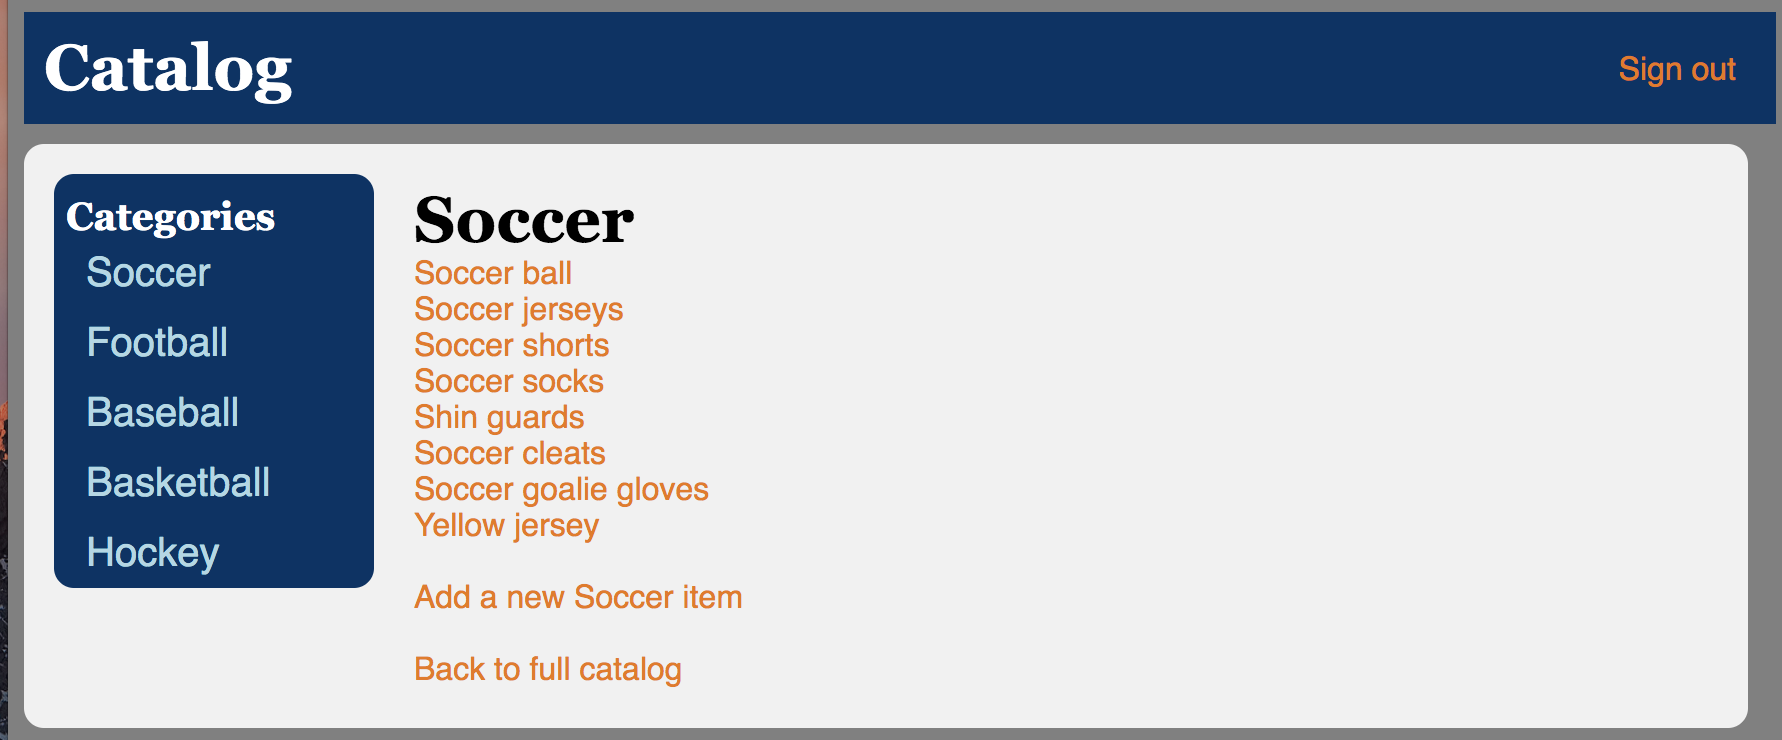 Catalog
Sign out
Categories
Soccer
Football
Baseball
Basketball
Hockey
Soccer
Soccer ball
Soccer jerseys
Soccer shorts
Soccer socks
Shin guards
Soccer cleats
Soccer goalie gloves
Yellow jersey
Add a new Soccer item
Back to full catalog